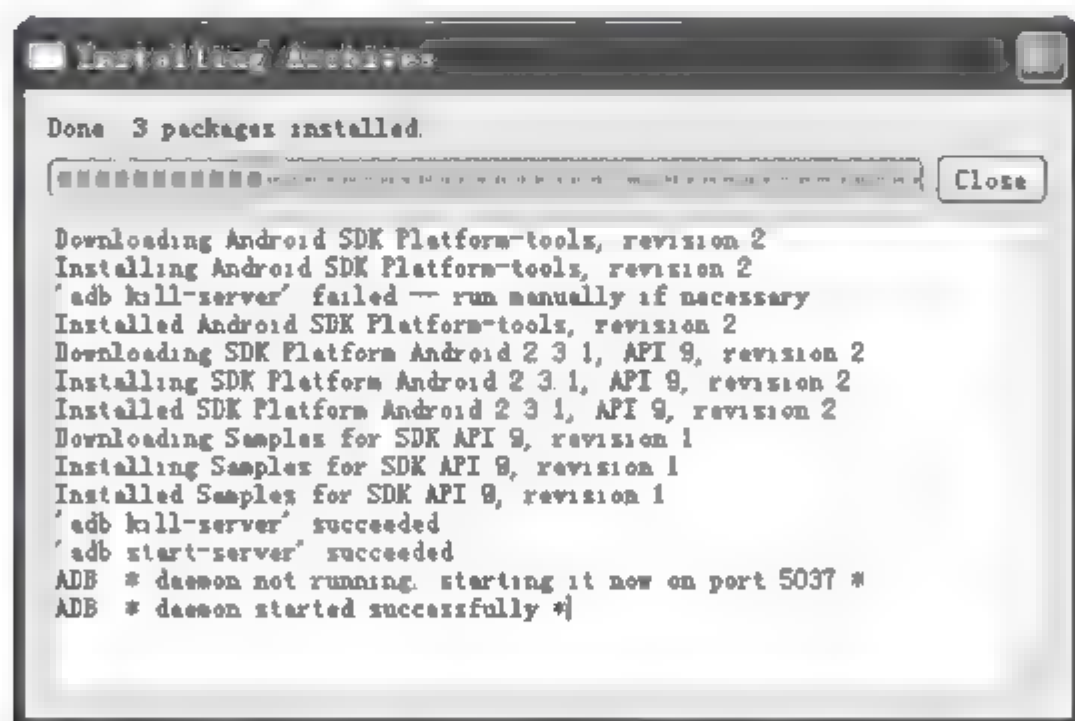 Installing Archives
Done 3 packages installed.
Close
Downloading Android SDK Platform-tools, revision 2
Installing Android SDK Platform-tools, revision 2
'adb kill-server' failed -- run manually if necessary
Installed Android SDK Platform-tools, revision 2
Downloading SDK Platform Android 2 3 1, API 9, revision 2
Installing SDK Platform Android 2 3.1, API 9, revision 2
Installed SDK Platform Android 2 3 1, API 9, revision 2
Downloading Samples for SDK API 9, revision 1
Installing Samples for SDK API 9, revision 1
Installed Samples for SDK API 9, revision 1
'adb kill-server' succeeded
'adb start-server' succeeded
ADB * daemon not running. starting it now on port 5037 *
ADB * daemon started successfully *